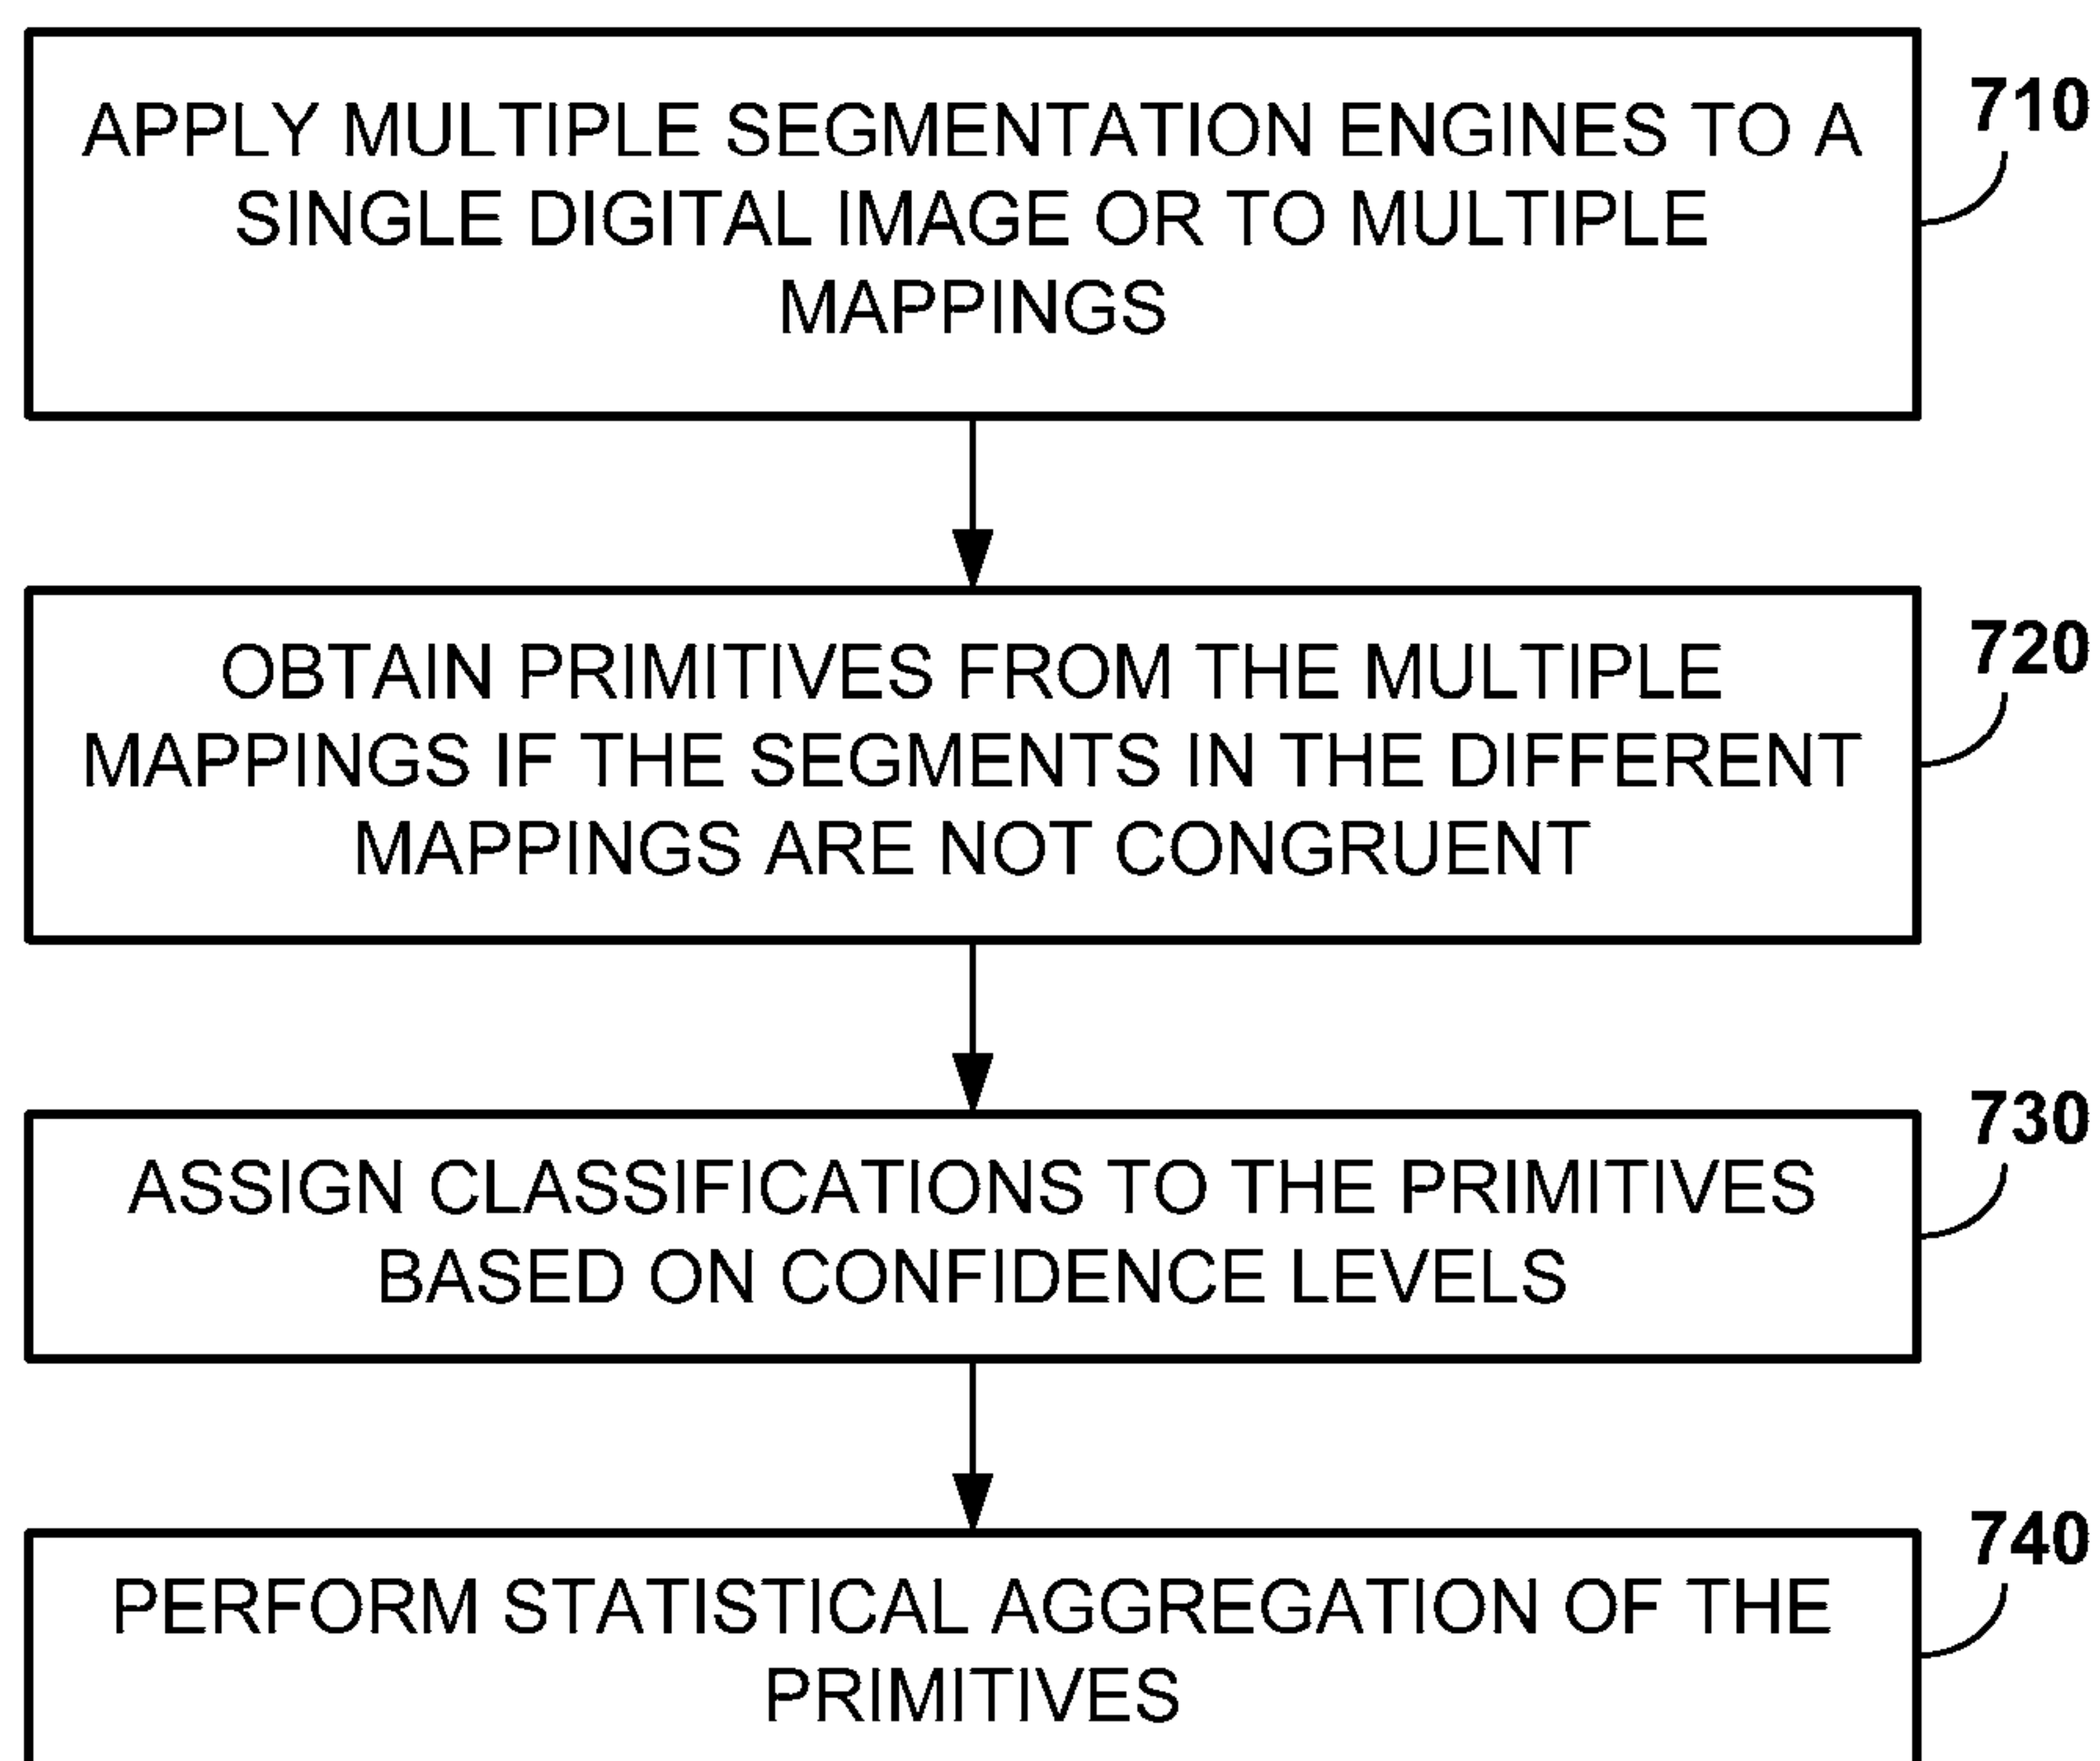 APPLY MULTIPLE SEGMENTATION ENGINES TO A
SINGLE DIGITAL IMAGE OR TO MULTIPLE
MAPPINGS
710
OBTAIN PRIMITIVES FROM THE MULTIPLE
MAPPINGS IF THE SEGMENTS IN THE DIFFERENT
MAPPINGS ARE NOT CONGRUENT
720
ASSIGN CLASSIFICATIONS TO THE PRIMITIVES
BASED ON CONFIDENCE LEVELS
730
PERFORM STATISTICAL AGGREGATION OF THE
PRIMITIVES
740